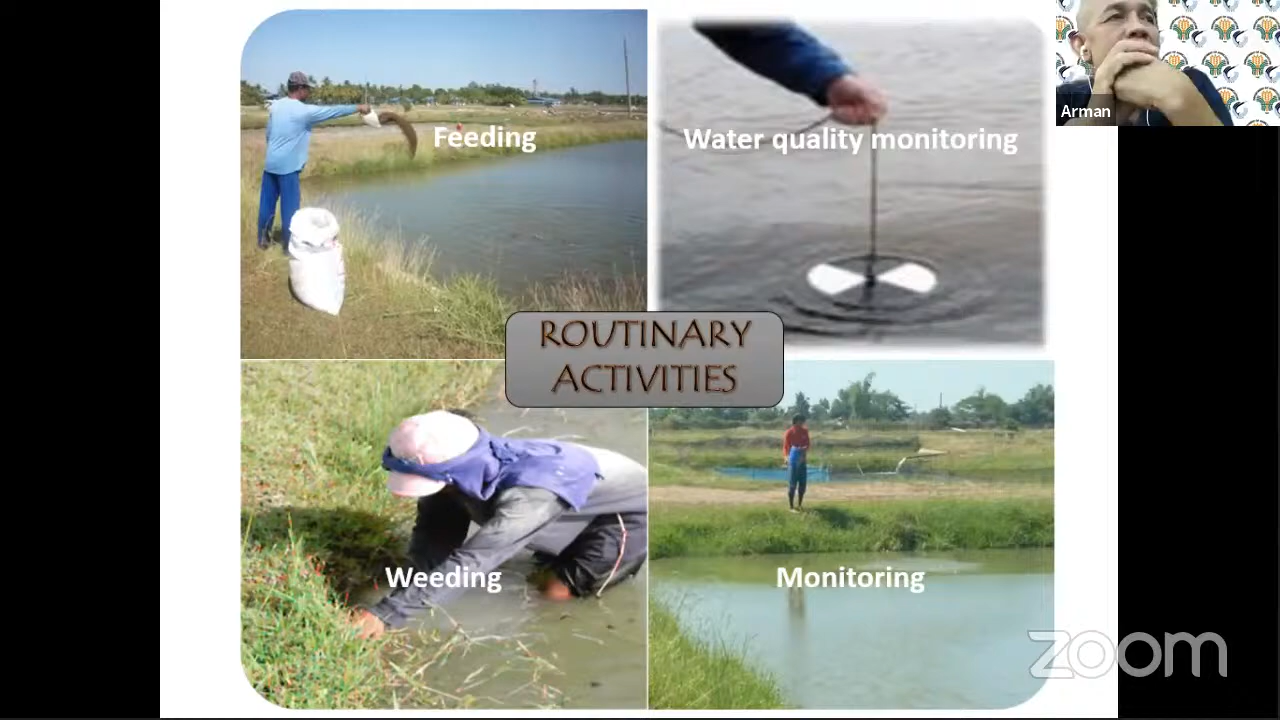 Feeding
Water quality monitoring
Arman
ROUTINARY
ACTIVITIES
Weeding
Monitoring
zoom